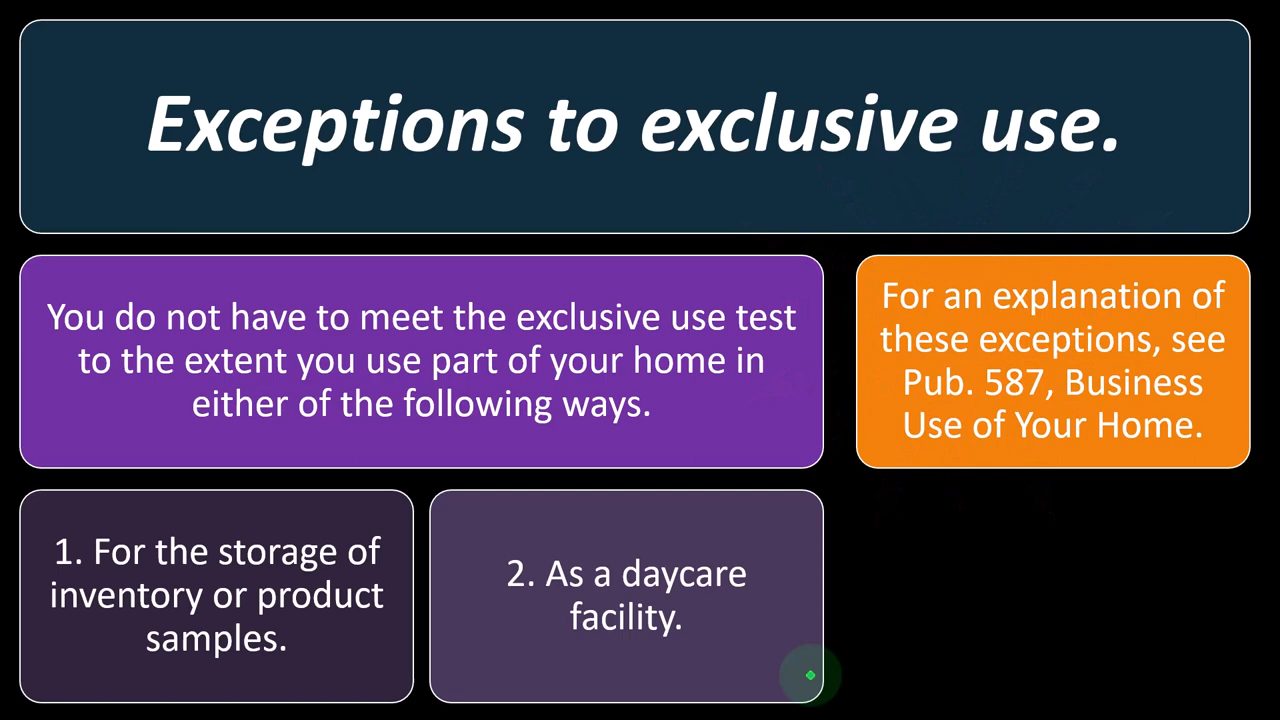 Exceptions to exclusive use.
You do not have to meet the exclusive use test
to the extent you use part of your home in
either of the following ways.
For an explanation of
these exceptions, see
Pub. 587, Business
Use of Your Home.
1. For the storage of
inventory or product
samples.
2. As a daycare
facility.